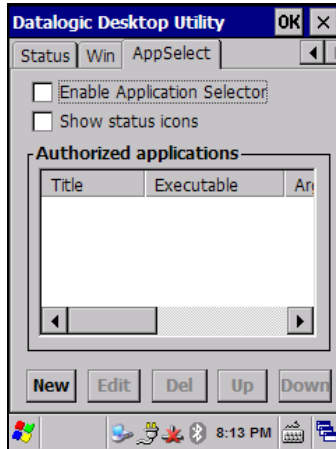 Datalogic Desktop Utility OK ×
Status Win AppSelect
Enable Application Selector
Show status icons
Authorized applications
Title Executable
New Edit Del Up Down
8:13 PM